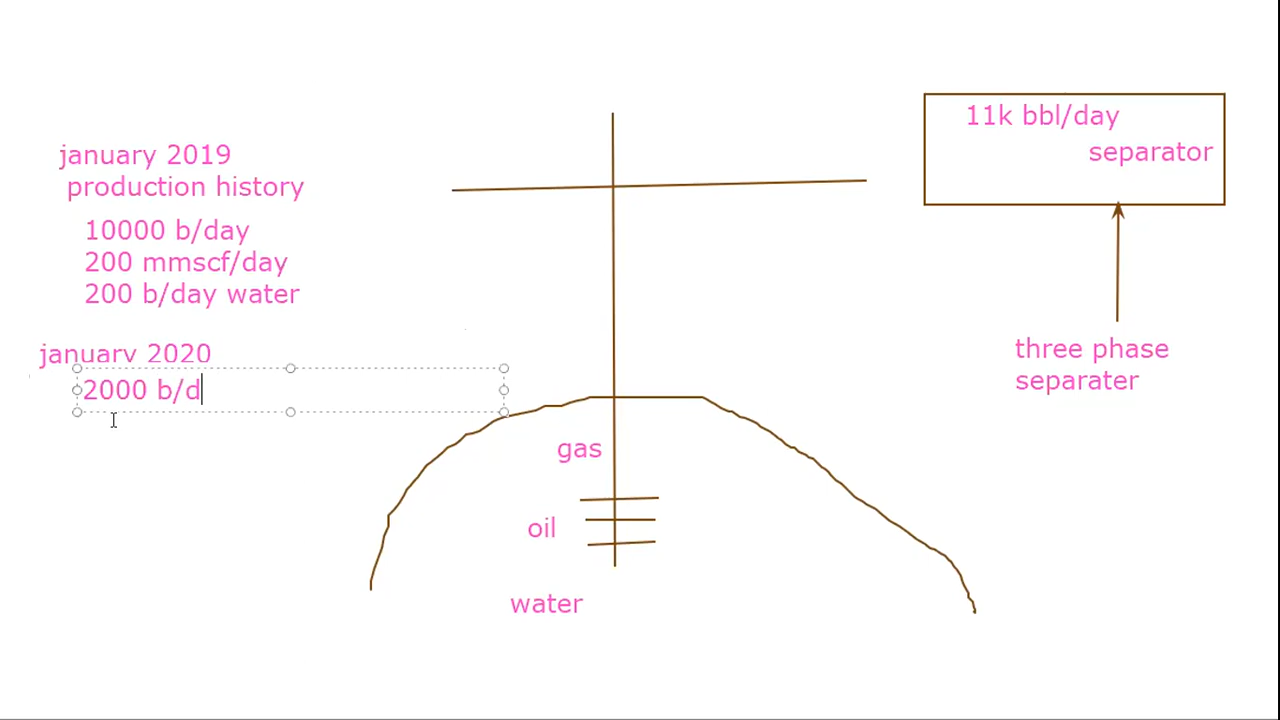 january 2019
production history
10000 b/day
200 mmscf/day
200 b/day water
january 2020
2000 b/d
11k bbl/day
separator
three phase
separater
gas
oil
water